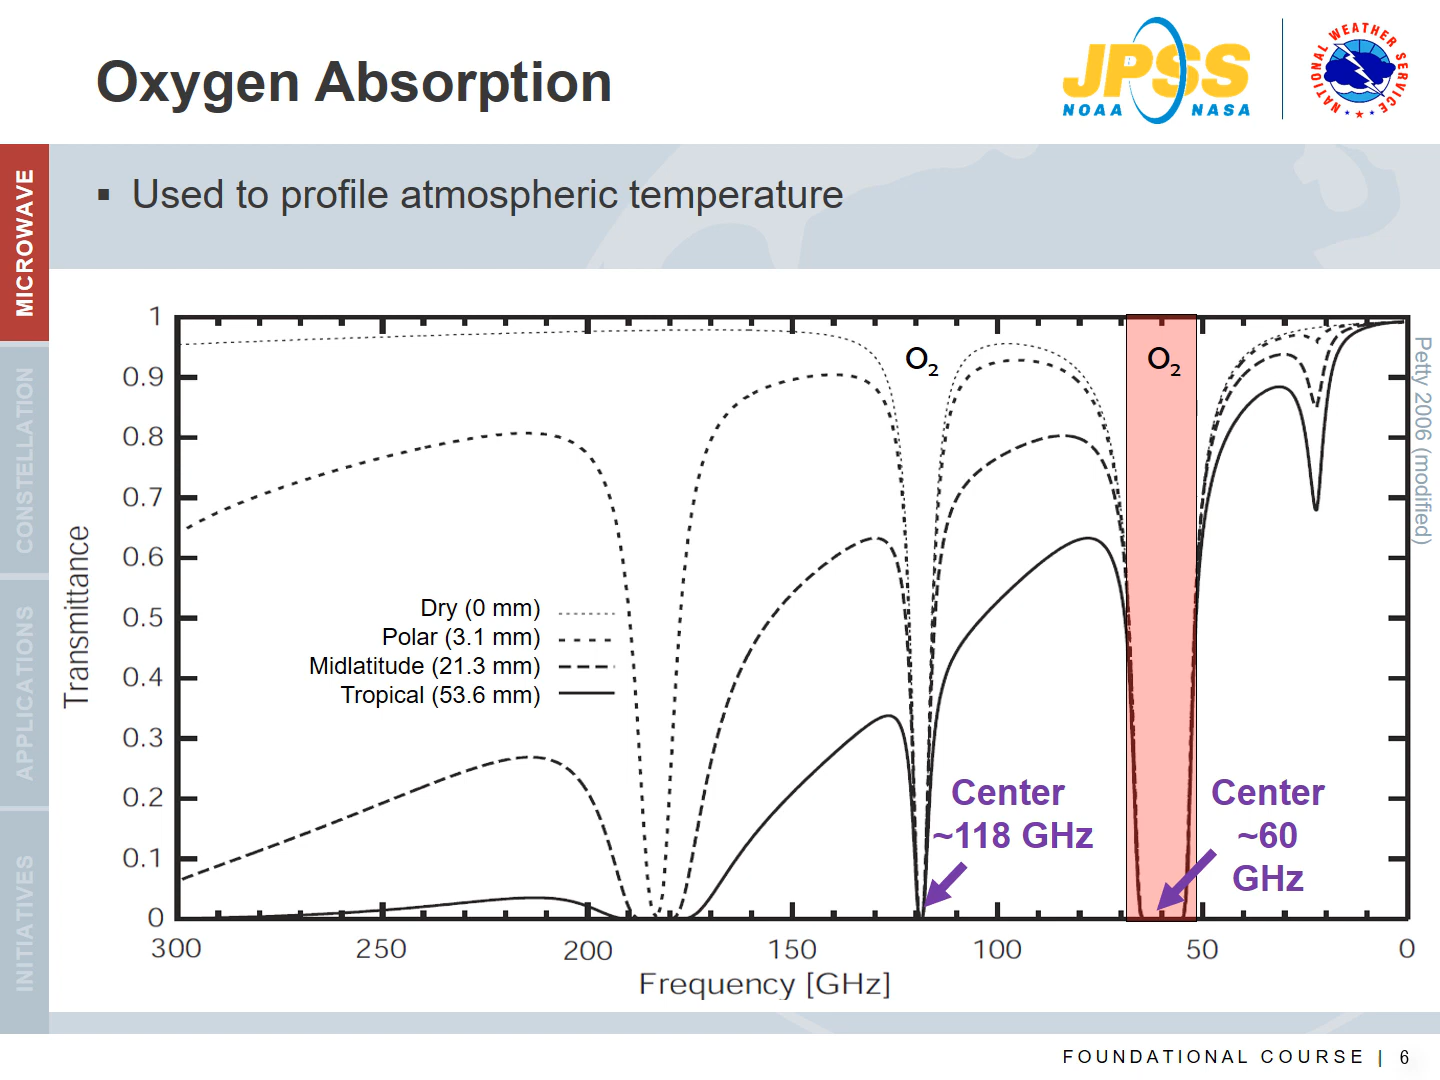 Oxygen Absorption
JPSS
NOAA NASA
NATIONAL WEATHER SERVICE
MICROWAVE
CONSTELLATION
APPLICATIONS
INITIATIVES
▪ Used to profile atmospheric temperature
1
0.9
0.8
0.7
0.6
0.5
0.4
0.3
0.2
0.1
0
Transmittance
O₂
O₂
Dry (0 mm)
Polar (3.1 mm)
Midlatitude (21.3 mm)
Tropical (53.6 mm)
Center
~118 GHz
Center
~60
GHz
300 250 200 150 100 50 0
Frequency [GHz]
Petty 2006 (modified)
FOUNDATIONAL COURSE | 6